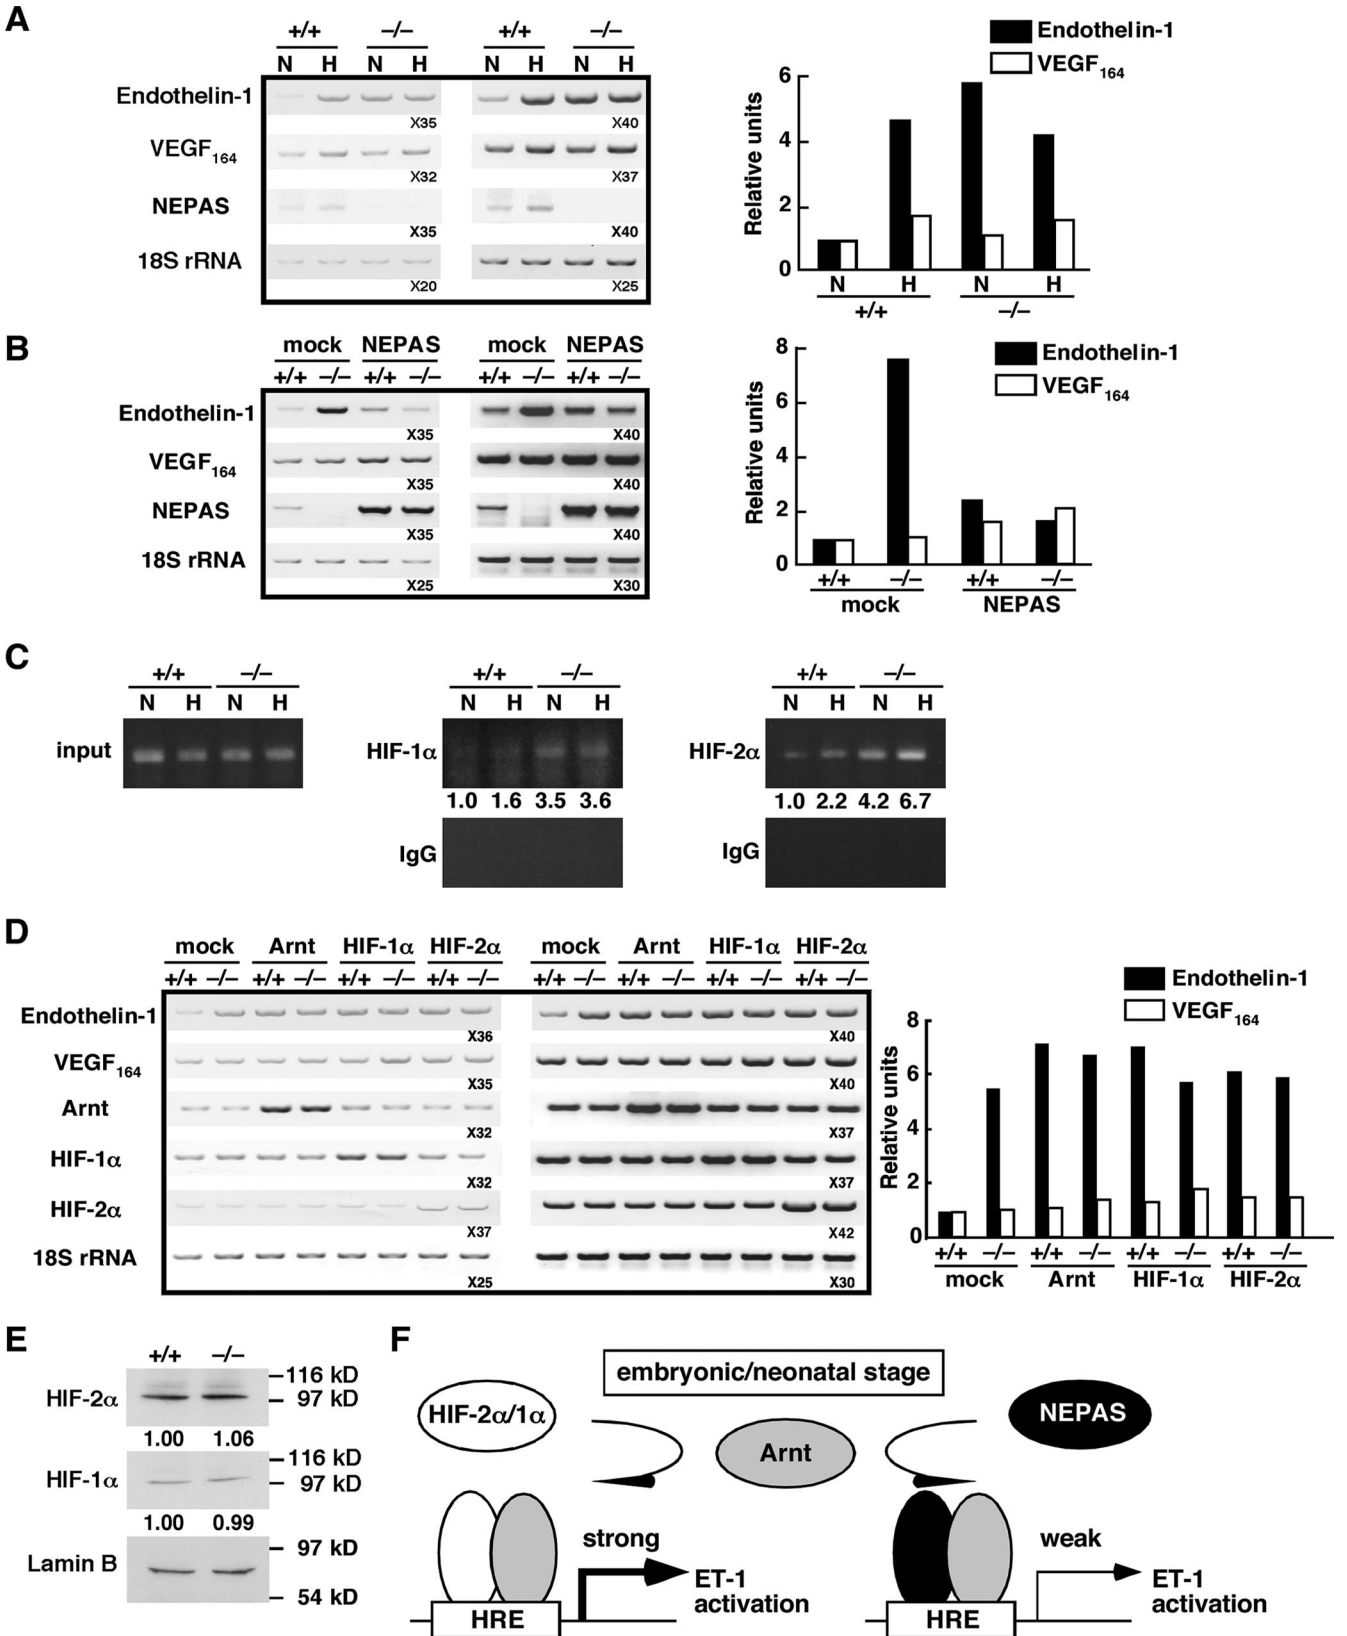 A
+/+ –/– +/+ –/–
N H N H N H N H
Endothelin-1
X35 X40
VEGF164
X32 X37
NEPAS
X35 X40
18S rRNA
X20 X25
Endothelin-1
VEGF164
Relative units
6
4
2
0
N H N H
+/+ –/–
B
mock NEPAS mock NEPAS
+/+ –/– +/+ –/– +/+ –/– +/+ –/–
Endothelin-1
X35 X40
VEGF164
X35 X40
NEPAS
X35 X40
18S rRNA
X25 X30
Endothelin-1
VEGF164
Relative units
8
6
4
2
0
+/+ –/– +/+ –/–
mock NEPAS
C
+/+ –/–
N H N H
input
+/+ –/–
N H N H
HIF-1α
1.0 1.6 3.5 3.6
IgG
+/+ –/–
N H N H
HIF-2α
1.0 2.2 4.2 6.7
IgG
D
mock Arnt HIF-1α HIF-2α mock Arnt HIF-1α HIF-2α
+/+ –/– +/+ –/– +/+ –/– +/+ –/– +/+ –/– +/+ –/– +/+ –/– +/+ –/–
Endothelin-1
X36 X40
VEGF164
X35 X40
Arnt
X32 X37
HIF-1α
X32 X37
HIF-2α
X37 X42
18S rRNA
X25 X30
Endothelin-1
VEGF164
Relative units
8
6
4
2
0
+/+ –/– +/+ –/– +/+ –/– +/+ –/–
mock Arnt HIF-1α HIF-2α
E
+/+ –/–
HIF-2α
116 kD
97 kD
1.00 1.06
HIF-1α
116 kD
97 kD
1.00 0.99
Lamin B
97 kD
54 kD
F
embryonic/neonatal stage
HIF-2α/1α
Arnt
NEPAS
strong
ET-1
activation
HRE
weak
ET-1
activation
HRE